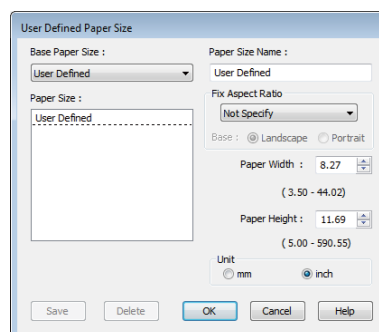 User Defined Paper Size
Base Paper Size :
User Defined
Paper Size :
User Defined
Paper Size Name :
User Defined
Fix Aspect Ratio
Not Specify
Base : Landscape Portrait
Paper Width : 8.27
( 3.50 - 44.02)
Paper Height : 11.69
( 5.00 - 590.55)
Unit
mm inch
Save Delete OK Cancel Help